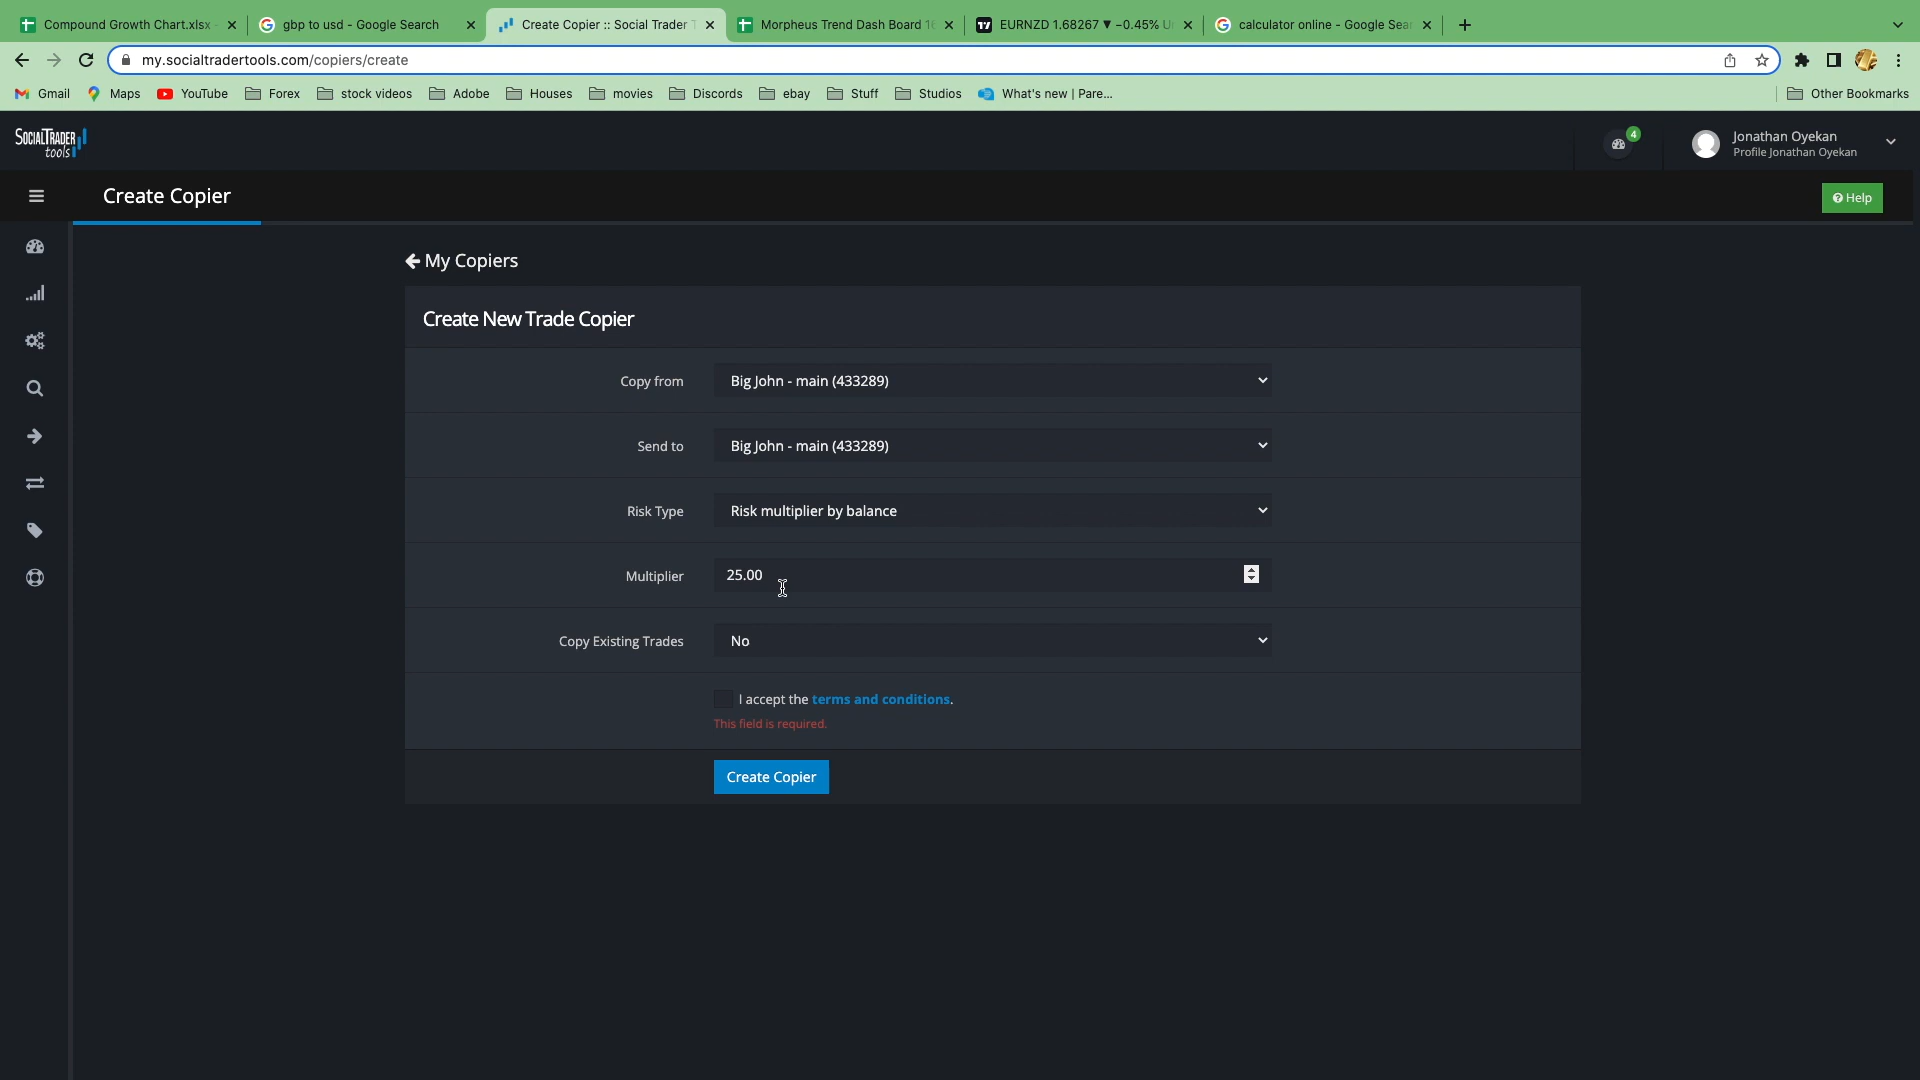 Compound Growth Chart.xlsx -
gbp to usd - Google Search
Create Copier :: Social Trader T
Morpheus Trend Dash Board 16
EURNZD 1.68267 ▼ −0.45% U
calculator online - Google Sear
my.socialtradertools.com/copiers/create
Gmail
Maps
YouTube
Forex
stock videos
Adobe
Houses
movies
Discords
ebay
Stuff
Studios
What's new | Pare...
Other Bookmarks
SOCIALTRADER
tools
4
Jonathan Oyekan
Profile Jonathan Oyekan
Create Copier
Help
My Copiers
Create New Trade Copier
Copy from
Big John - main (433289)
Send to
Big John - main (433289)
Risk Type
Risk multiplier by balance
Multiplier
25.00
Copy Existing Trades
No
I accept the terms and conditions.
This field is required.
Create Copier